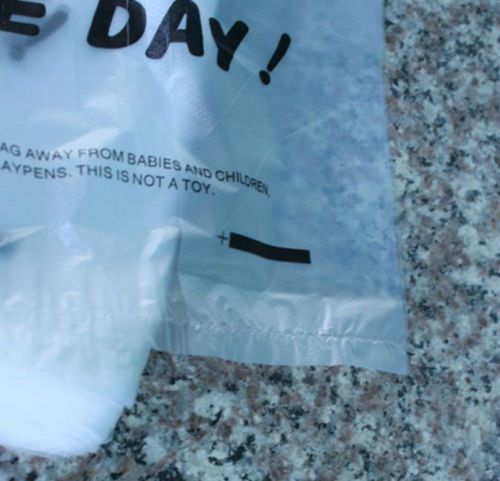 E DAY!
AG AWAY FROM BABIES AND CHILDREN.
AYPENS. THIS IS NOT A TOY.
+